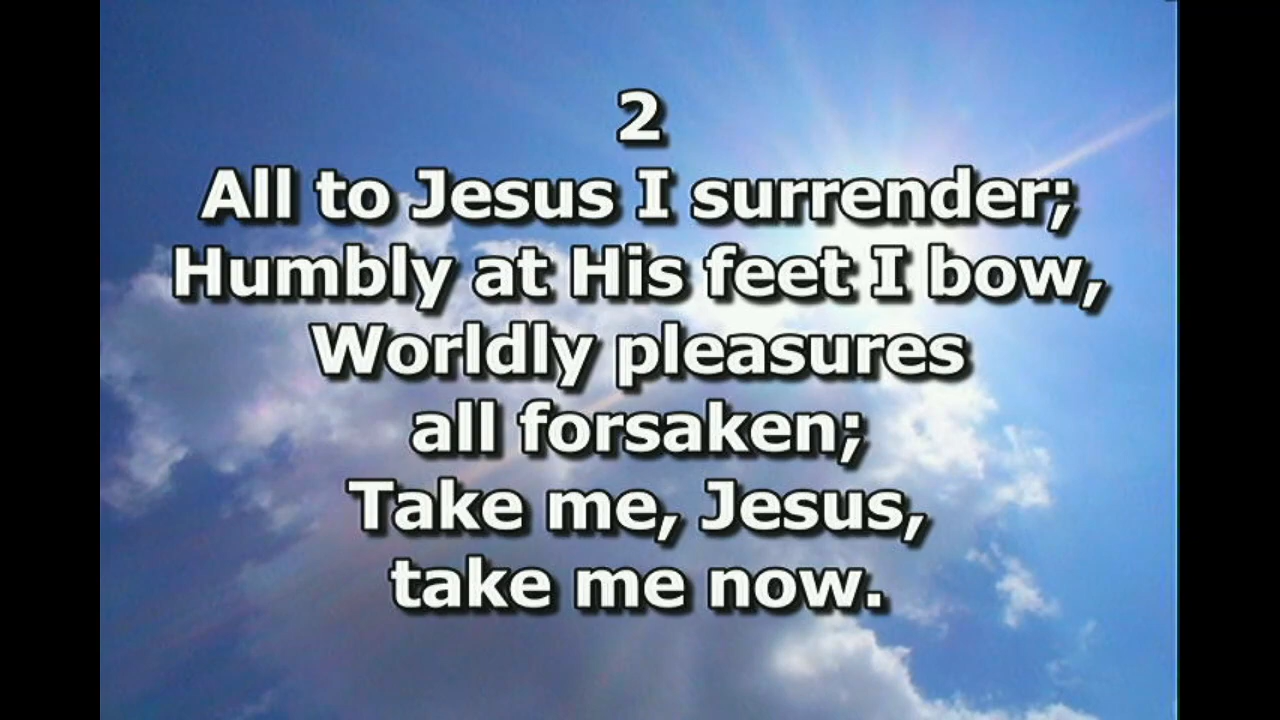 2
All to Jesus I surrender;
Humbly at His feet I bow,
Worldly pleasures
all forsaken;
Take me, Jesus,
take me now.